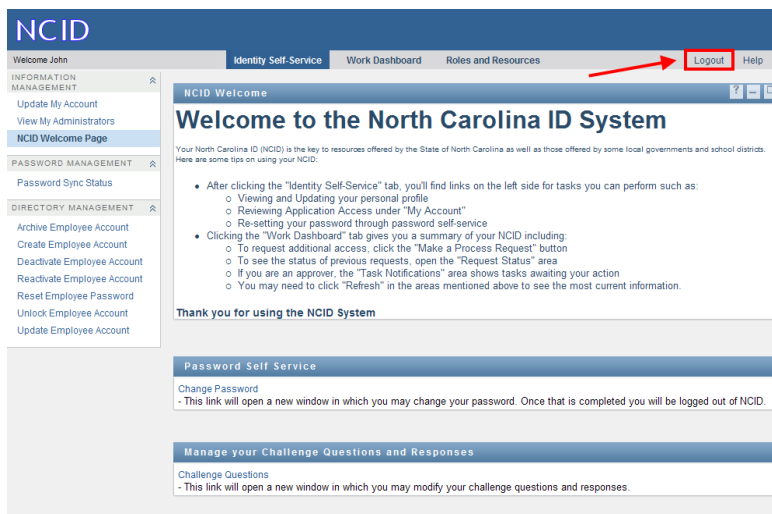 NCID
Welcome John
Identity Self-Service Work Dashboard Roles and Resources Logout Help
INFORMATION
MANAGEMENT
Update My Account
View My Administrators
NCID Welcome Page
PASSWORD MANAGEMENT
Password Sync Status
DIRECTORY MANAGEMENT
Archive Employee Account
Create Employee Account
Deactivate Employee Account
Reactivate Employee Account
Reset Employee Password
Unlock Employee Account
Update Employee Account
NCID Welcome ?
Welcome to the North Carolina ID System
Your North Carolina ID (NCID) is the key to resources offered by the State of North Carolina as well as those offered by some local governments and school districts.
Here are some tips on using your NCID:
• After clicking the "Identity Self-Service" tab, you'll find links on the left side for tasks you can perform such as:
o Viewing and Updating your personal profile
o Reviewing Application Access under "My Account"
o Re-setting your password through password self-service
• Clicking the "Work Dashboard" tab gives you a summary of your NCID including:
o To request additional access, click the "Make a Process Request" button
o To see the status of previous requests, open the "Request Status" area
o If you are an approver, the "Task Notifications" area shows tasks awaiting your action
o You may need to click "Refresh" in the areas mentioned above to see the most current information.
Thank you for using the NCID System
Password Self Service
Change Password
- This link will open a new window in which you may change your password. Once that is completed you will be logged out of NCID.
Manage your Challenge Questions and Responses
Challenge Questions
- This link will open a new window in which you may modify your challenge questions and responses.